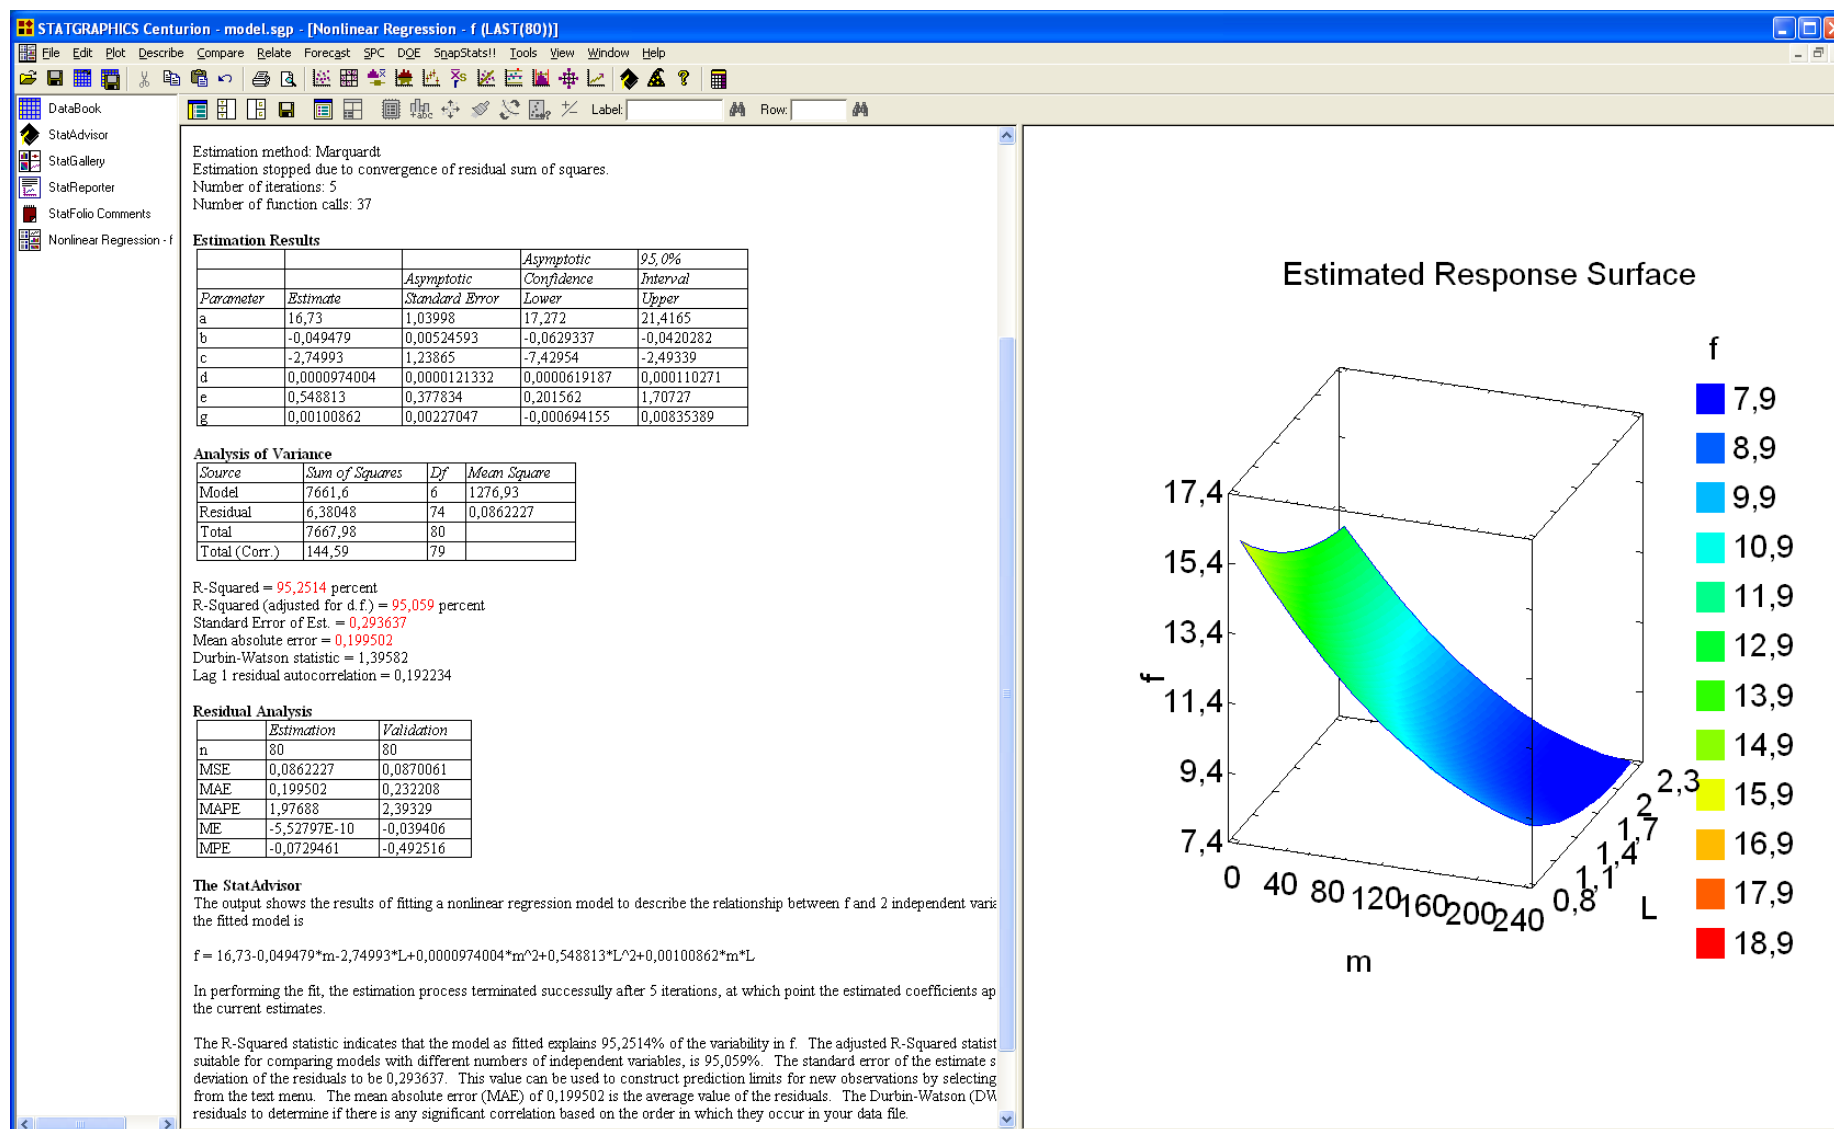 STATGRAPHICS Centurion - model.sgp - [Nonlinear Regression - f (LAST(80))]
File Edit Plot Describe Compare Relate Forecast SPC DOE SnapStats!! Tools View Window Help
Label: Row:
DataBook
StatAdvisor
StatGallery
StatReporter
StatFolio Comments
Nonlinear Regression - f
Estimation method: Marquardt
Estimation stopped due to convergence of residual sum of squares.
Number of iterations: 5
Number of function calls: 37
Estimation Results
Asymptotic 95,0%
Asymptotic Confidence Interval
Parameter Estimate Standard Error Lower Upper
a 16,73 1,03998 17,272 21,4165
b -0,049479 0,00524593 -0,0629337 -0,0420282
c -2,74993 1,23865 -7,42954 -2,49339
d 0,0000974004 0,0000121332 0,0000619187 0,000110271
e 0,548813 0,377834 0,201562 1,70727
g 0,00100862 0,00227047 -0,000694155 0,00835389
Analysis of Variance
Source Sum of Squares Df Mean Square
Model 7661,6 6 1276,93
Residual 6,38048 74 0,0862227
Total 7667,98 80
Total (Corr.) 144,59 79
R-Squared = 95,2514 percent
R-Squared (adjusted for d.f.) = 95,059 percent
Standard Error of Est. = 0,293637
Mean absolute error = 0,199502
Durbin-Watson statistic = 1,39582
Lag 1 residual autocorrelation = 0,192234
Residual Analysis
Estimation Validation
n 80 80
MSE 0,0862227 0,0870061
MAE 0,199502 0,232208
MAPE 1,97688 2,39329
ME -5,52797E-10 -0,039406
MPE -0,0729461 -0,492516
The StatAdvisor
The output shows the results of fitting a nonlinear regression model to describe the relationship between f and 2 independent varia
the fitted model is
f = 16,73-0,049479*m-2,74993*L+0,0000974004*m^2+0,548813*L^2+0,00100862*m*L
In performing the fit, the estimation process terminated successully after 5 iterations, at which point the estimated coefficients ap
the current estimates.
The R-Squared statistic indicates that the model as fitted explains 95,2514% of the variability in f. The adjusted R-Squared statist
suitable for comparing models with different numbers of independent variables, is 95,059%. The standard error of the estimate s
deviation of the residuals to be 0,293637. This value can be used to construct prediction limits for new observations by selecting
from the text menu. The mean absolute error (MAE) of 0,199502 is the average value of the residuals. The Durbin-Watson (DW
residuals to determine if there is any significant correlation based on the order in which they occur in your data file.
Estimated Response Surface
f
7,9
8,9
9,9
10,9
11,9
12,9
13,9
14,9
15,9
16,9
17,9
18,9
17,4
15,4
13,4
11,4
9,4
7,4
f
0 40 80 120 160 200 240
m
0,8 1,1 1,4 1,7 2 2,3
L